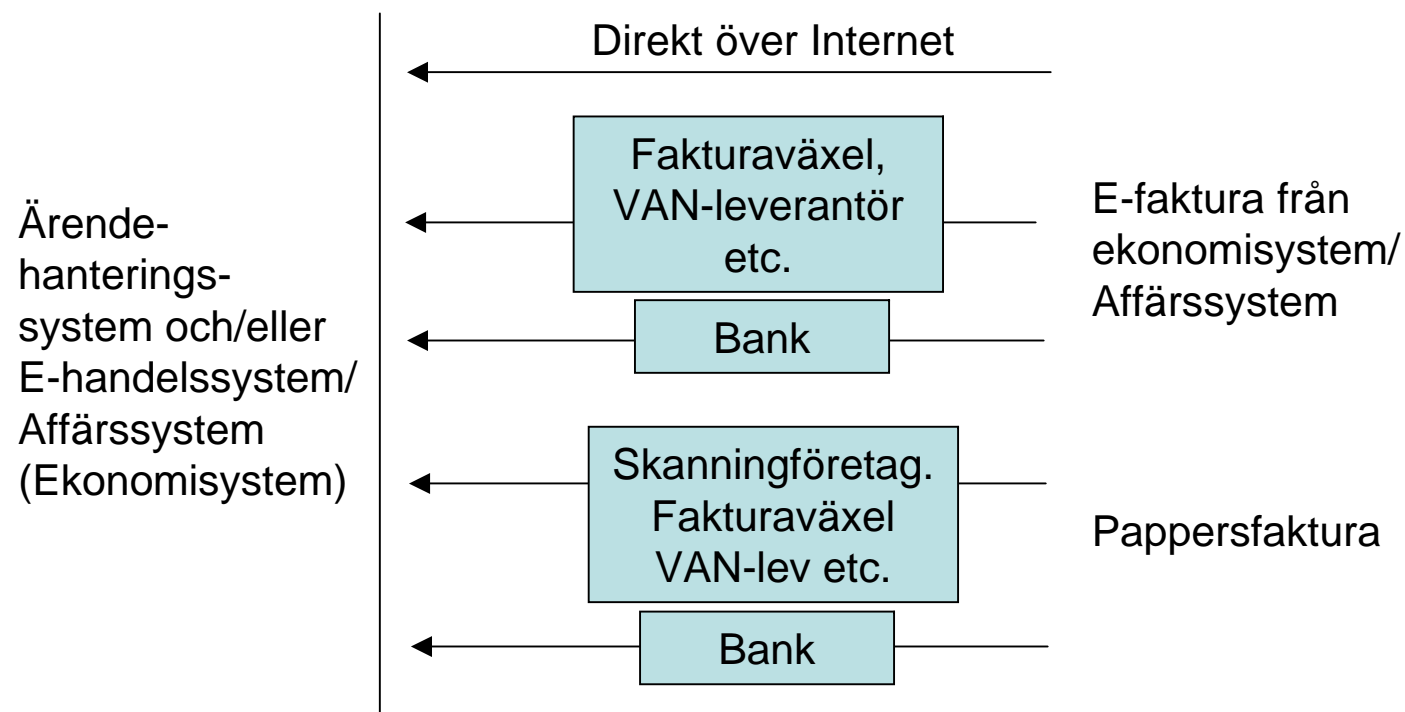 Direkt över Internet
Fakturaväxel,
VAN-leverantör
etc.
Bank
Ärende-
hanterings-
system och/eller
E-handelssystem/
Affärssystem
(Ekonomisystem)
E-faktura från
ekonomisystem/
Affärssystem
Skanningföretag.
Fakturaväxel
VAN-lev etc.
Bank
Pappersfaktura